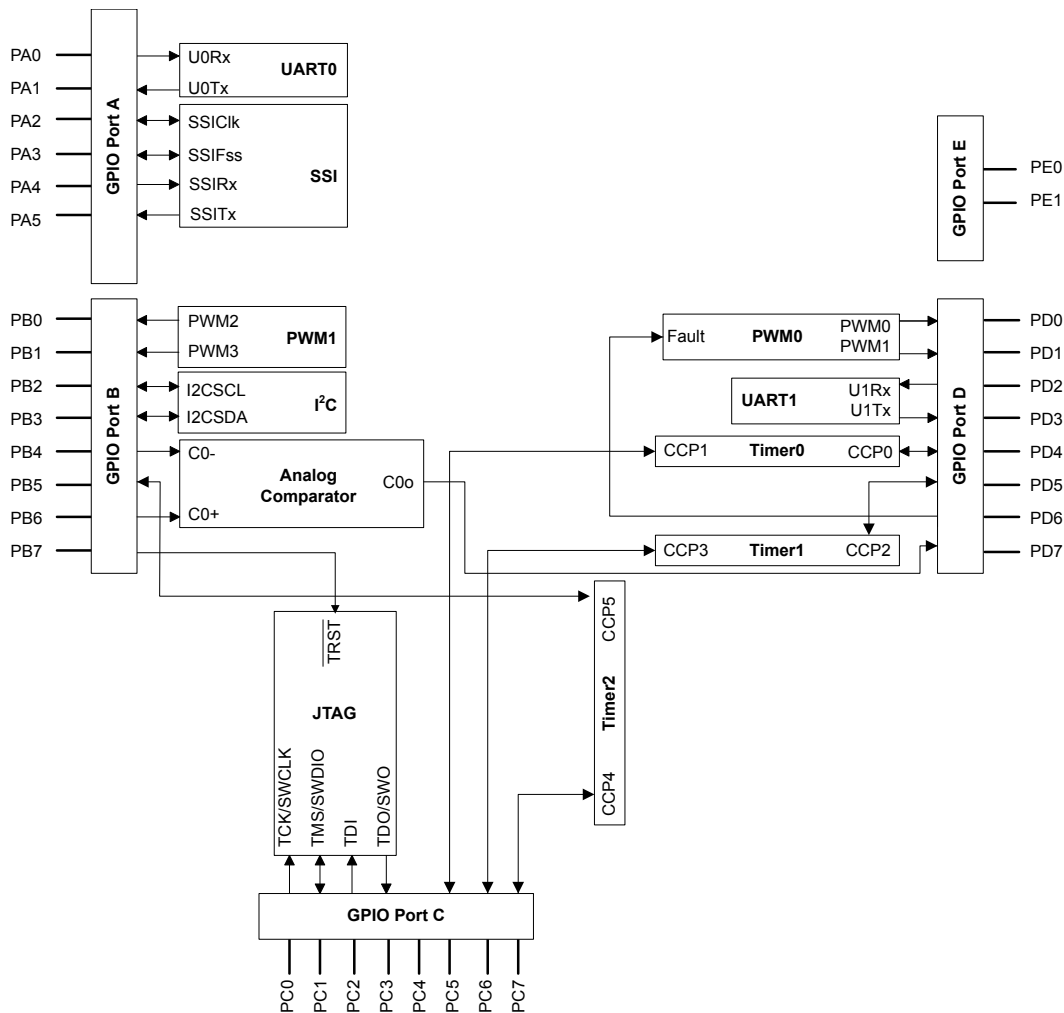 PA0
PA1
PA2
PA3
PA4
PA5
GPIO Port A
U0Rx
U0Tx
UART0
SSIClk
SSIFss
SSIRx
SSITx
SSI
GPIO Port E
PE0
PE1
PB0
PB1
PB2
PB3
PB4
PB5
PB6
PB7
GPIO Port B
PWM2
PWM3
PWM1
I2CSCL
I2CSDA
I²C
C0-
C0+
Analog
Comparator
C0o
Fault
PWM0
PWM0
PWM1
UART1
U1Rx
U1Tx
CCP1
Timer0
CCP0
CCP3
Timer1
CCP2
GPIO Port D
PD0
PD1
PD2
PD3
PD4
PD5
PD6
PD7
TRST
JTAG
TCK/SWCLK
TMS/SWDIO
TDI
TDO/SWO
CCP5
Timer2
CCP4
GPIO Port C
PC0
PC1
PC2
PC3
PC4
PC5
PC6
PC7